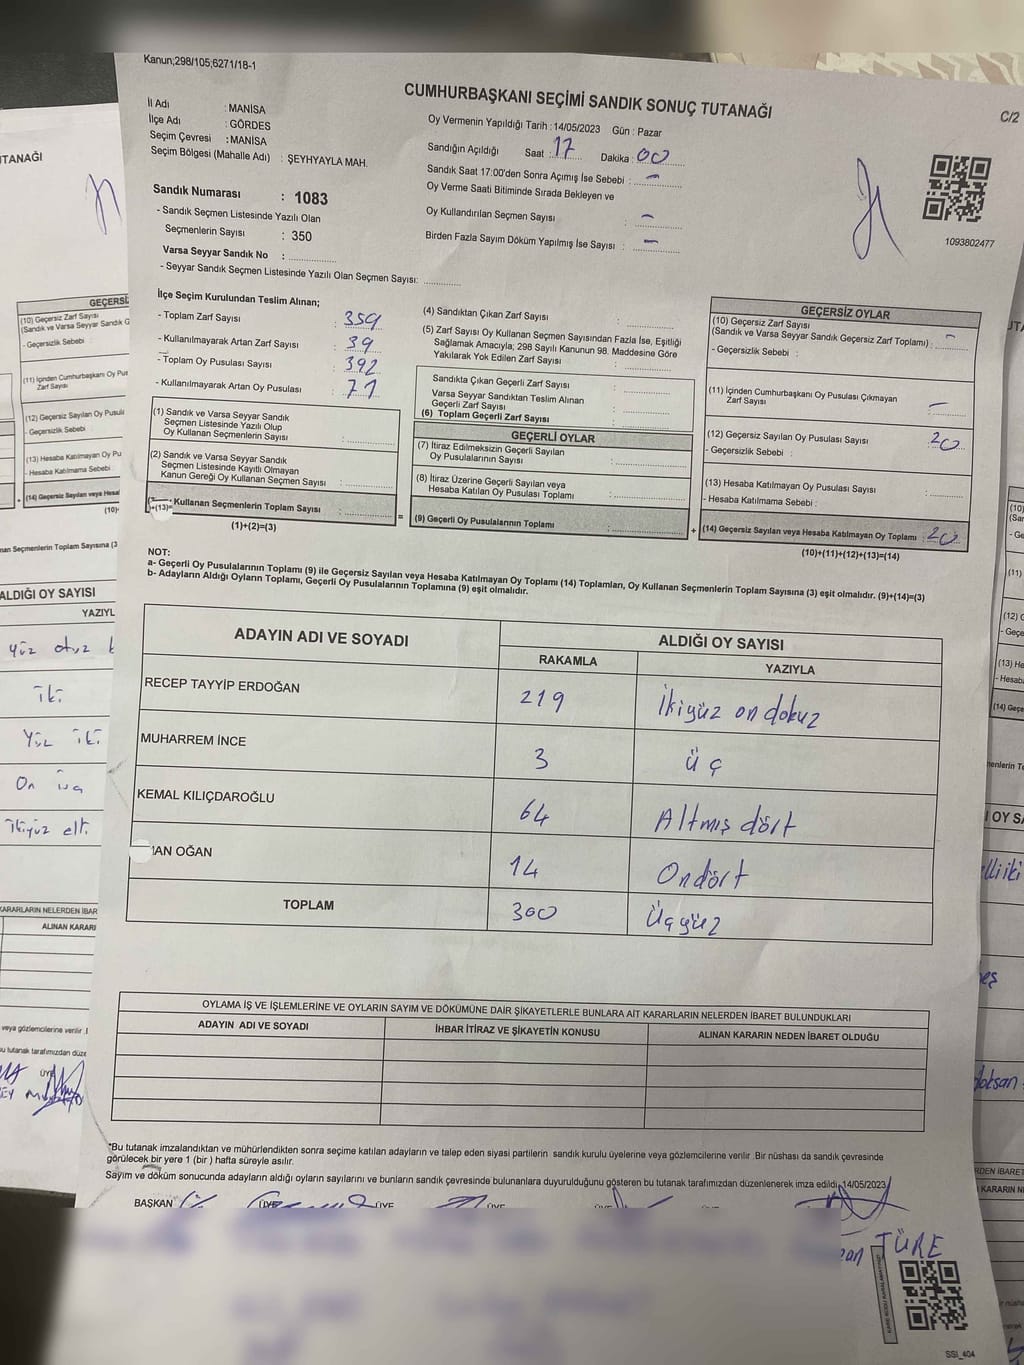 Kanun;298/105;6271/18-1
CUMHURBAŞKANI SEÇİMİ SANDIK SONUÇ TUTANAĞI
C/2
İl Adı : MANİSA
İlçe Adı : GÖRDES
Seçim Çevresi : MANİSA
Seçim Bölgesi (Mahalle Adı) : ŞEYHYAYLA MAH.
Sandık Numarası : 1083
- Sandık Seçmen Listesinde Yazılı Olan
Seçmenlerin Sayısı : 350
Varsa Seyyar Sandık No :
- Seyyar Sandık Seçmen Listesinde Yazılı Olan Seçmen Sayısı:
Oy Vermenin Yapıldığı Tarih : 14/05/2023 Gün : Pazar
Sandığın Açıldığı Saat : 17 Dakika : 00
Sandık Saat 17:00'den Sonra Açımış İse Sebebi : -
Oy Verme Saati Bitiminde Sırada Bekleyen ve
Oy Kullandırılan Seçmen Sayısı : -
Birden Fazla Sayım Döküm Yapılmış İse Sayısı : -
1093802477
İlçe Seçim Kurulundan Teslim Alınan;
- Toplam Zarf Sayısı : 359
- Kullanılmayarak Artan Zarf Sayısı : 39
- Toplam Oy Pusulası Sayısı : 392
- Kullanılmayarak Artan Oy Pusulası : 71
(1) Sandık ve Varsa Seyyar Sandık
Seçmen Listesinde Yazılı Olup
Oy Kullanan Seçmenlerin Sayısı :
(2) Sandık ve Varsa Seyyar Sandık
Seçmen Listesinde Kayıtlı Olmayan
Kanun Gereği Oy Kullanan Seçmen Sayısı :
Kullanan Seçmenlerin Toplam Sayısı :
(1)+(2)=(3)
(4) Sandıktan Çıkan Zarf Sayısı :
(5) Zarf Sayısı Oy Kullanan Seçmen Sayısından Fazla İse, Eşitliği
Sağlamak Amacıyla; 298 Sayılı Kanunun 98. Maddesine Göre
Yakılarak Yok Edilen Zarf Sayısı :
Sandıkta Çıkan Geçerli Zarf Sayısı :
Varsa Seyyar Sandıktan Teslim Alınan
Geçerli Zarf Sayısı :
(6) Toplam Geçerli Zarf Sayısı :
GEÇERLİ OYLAR
(7) İtiraz Edilmeksizin Geçerli Sayılan
Oy Pusulalarının Sayısı :
(8) İtiraz Üzerine Geçerli Sayılan veya
Hesaba Katılan Oy Pusulası Toplamı :
= (9) Geçerli Oy Pusulalarının Toplamı :
GEÇERSİZ OYLAR
(10) Geçersiz Zarf Sayısı
(Sandık ve Varsa Seyyar Sandık Geçersiz Zarf Toplamı) : -
- Geçersizlik Sebebi :
(11) İçinden Cumhurbaşkanı Oy Pusulası Çıkmayan
Zarf Sayısı : -
(12) Geçersiz Sayılan Oy Pusulası Sayısı : 20
- Geçersizlik Sebebi :
(13) Hesaba Katılmayan Oy Pusulası Sayısı :
- Hesaba Katılmama Sebebi :
+ (14) Geçersiz Sayılan veya Hesaba Katılmayan Oy Toplamı : 20
(10)+(11)+(12)+(13)=(14)
NOT:
a- Geçerli Oy Pusulalarının Toplamı (9) ile Geçersiz Sayılan veya Hesaba Katılmayan Oy Toplamı (14) Toplamları, Oy Kullanan Seçmenlerin Toplam Sayısına (3) eşit olmalıdır. (9)+(14)=(3)
b- Adayların Aldığı Oyların Toplamı, Geçerli Oy Pusulalarının Toplamına (9) eşit olmalıdır.
ADAYIN ADI VE SOYADI ALDIĞI OY SAYISI
RAKAMLA YAZIYLA
RECEP TAYYİP ERDOĞAN 219 İkiyüz on dokuz
MUHARREM İNCE 3 üç
KEMAL KILIÇDAROĞLU 64 Altmış dört
AN OĞAN 14 Ondört
TOPLAM 300 Üçyüz
OYLAMA İŞ VE İŞLEMLERİNE VE OYLARIN SAYIM VE DÖKÜMÜNE DAİR ŞİKAYETLERLE BUNLARA AİT KARARLARIN NELERDEN İBARET BULUNDUKLARI
ADAYIN ADI VE SOYADI İHBAR İTİRAZ VE ŞİKAYETİN KONUSU ALINAN KARARIN NEDEN İBARET OLDUĞU
*Bu tutanak imzalandıktan ve mühürlendikten sonra seçime katılan adayların ve talep eden siyasi partilerin sandık kurulu üyelerine veya gözlemcilerine verilir .Bir nüshası da sandık çevresinde
görülecek bir yere 1 (bir ) hafta süreyle asılır.
Sayım ve döküm sonucunda adayların aldığı oyların sayılarını ve bunların sandık çevresinde bulunanlara duyurulduğunu gösteren bu tutanak tarafımızdan düzenlenerek imza edildi. 14/05/2023
BAŞKAN ÜYE ÜYE ÜYE
TÜRE
SSI_404
TANAĞI
ALDIĞI OY SAYISI
YAZIYL
yüz otuz
iki
Yüz iki
On
ikiyüz elli
ALINAN KARARI